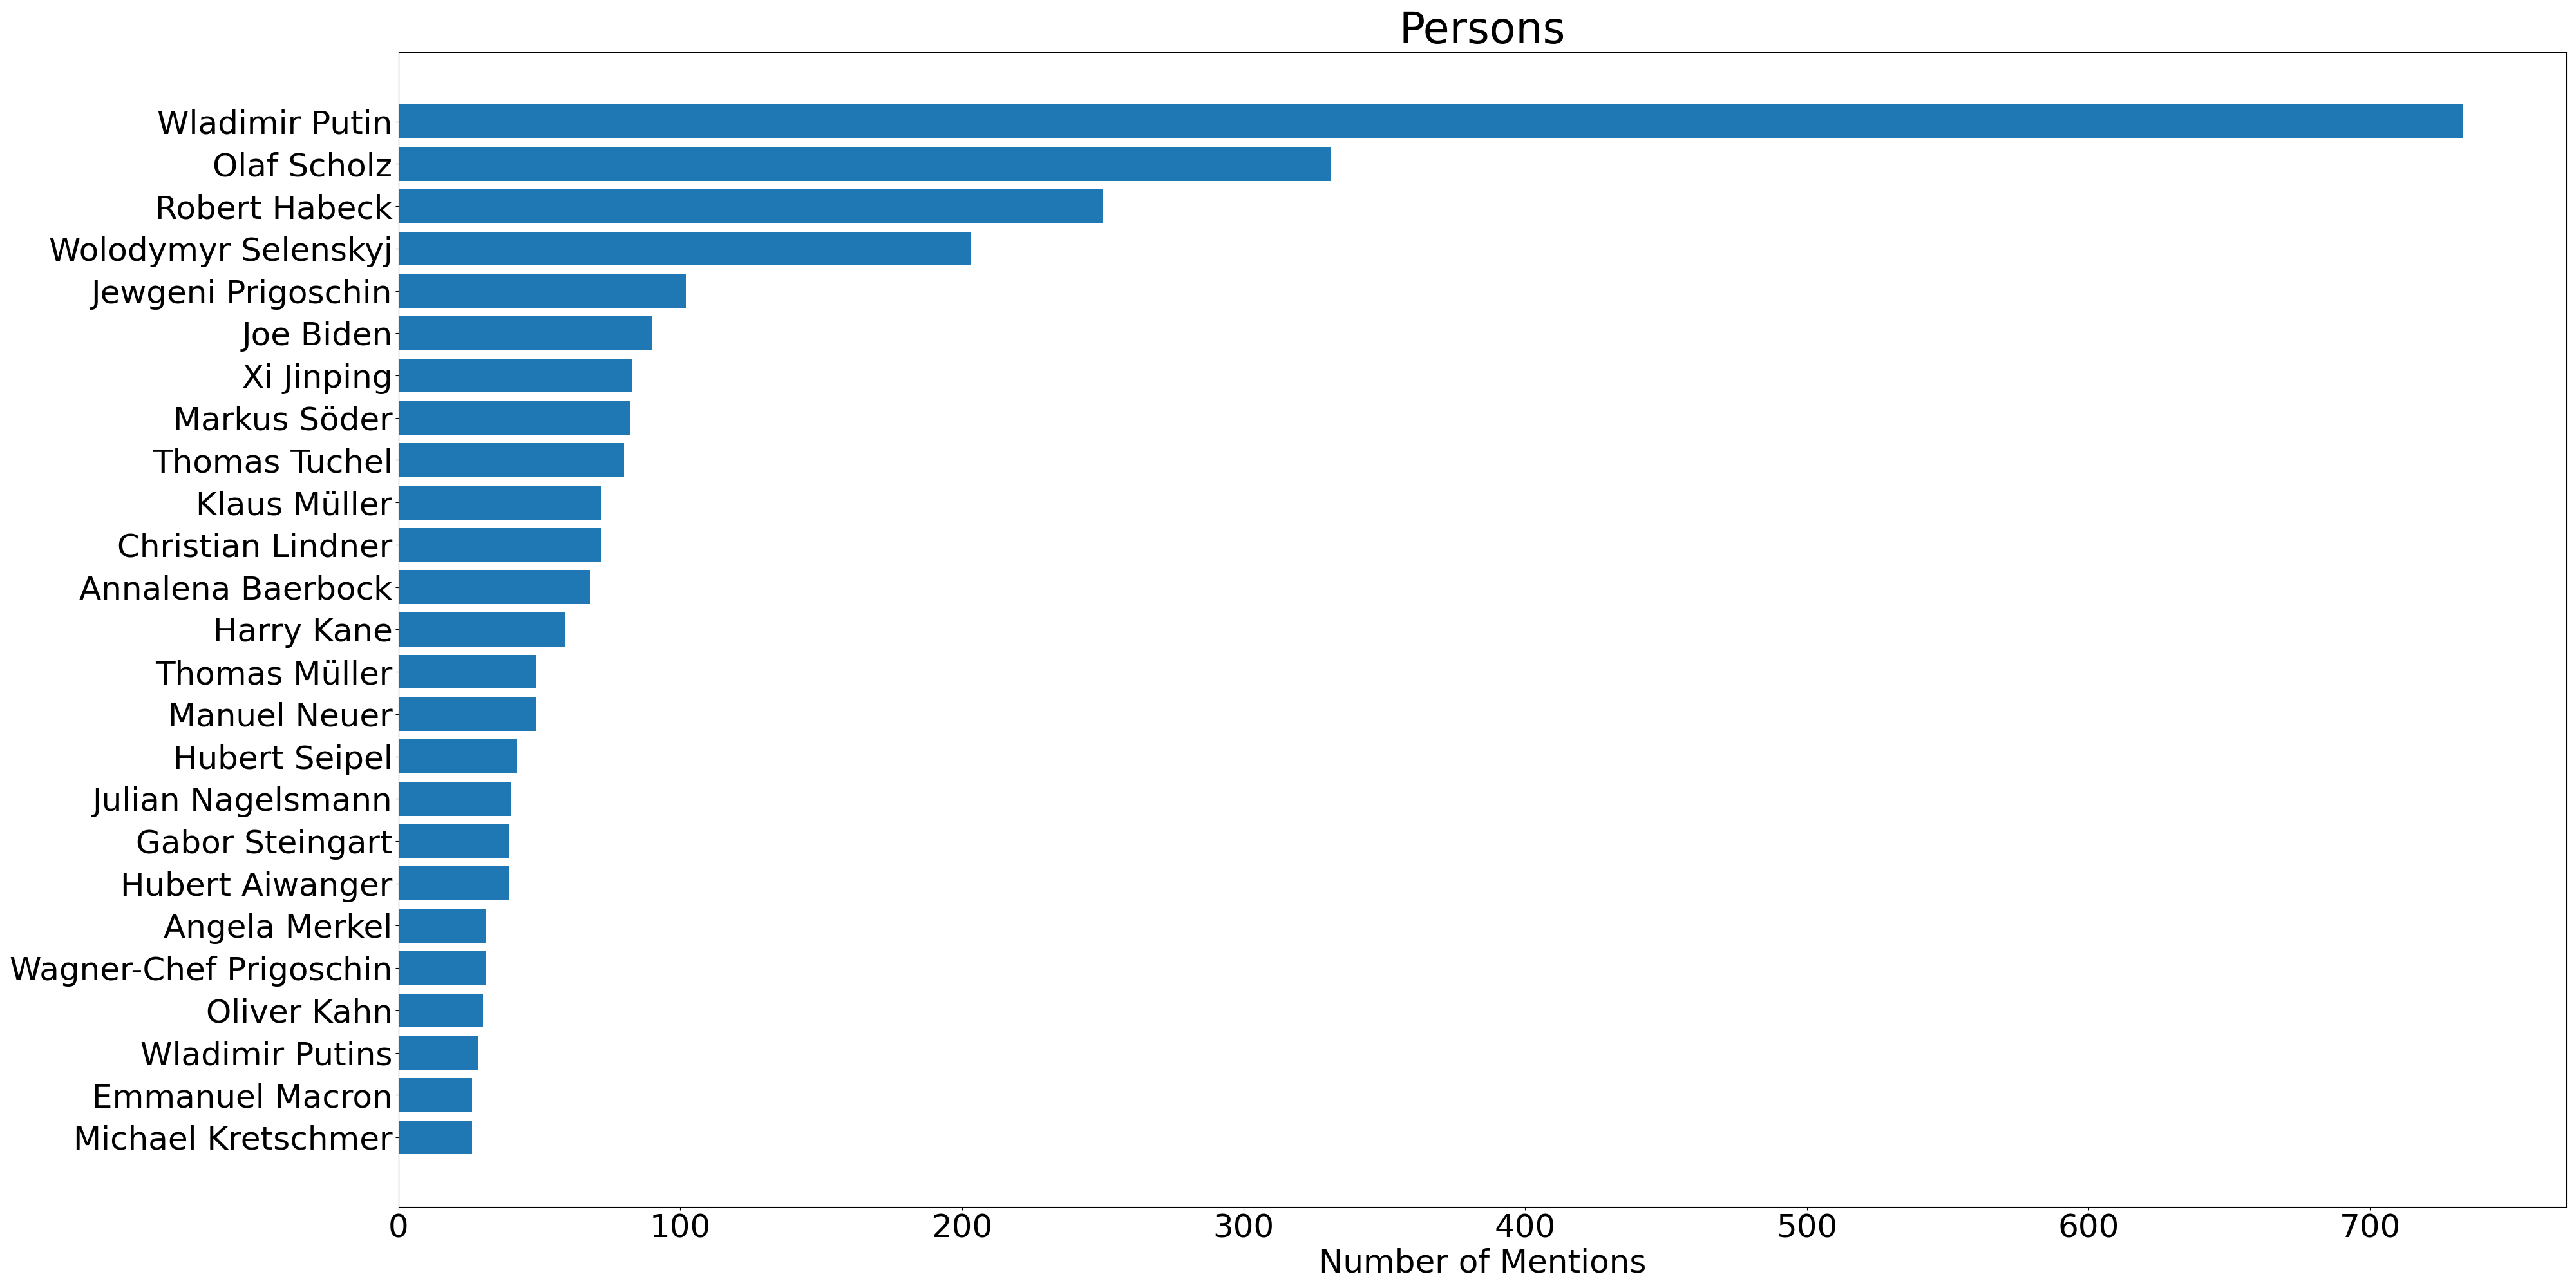 Persons
Wladimir Putin
Olaf Scholz
Robert Habeck
Wolodymyr Selenskyj
Jewgeni Prigoschin
Joe Biden
Xi Jinping
Markus Söder
Thomas Tuchel
Klaus Müller
Christian Lindner
Annalena Baerbock
Harry Kane
Thomas Müller
Manuel Neuer
Hubert Seipel
Julian Nagelsmann
Gabor Steingart
Hubert Aiwanger
Angela Merkel
Wagner-Chef Prigoschin
Oliver Kahn
Wladimir Putins
Emmanuel Macron
Michael Kretschmer
0 100 200 300 400 500 600 700
Number of Mentions